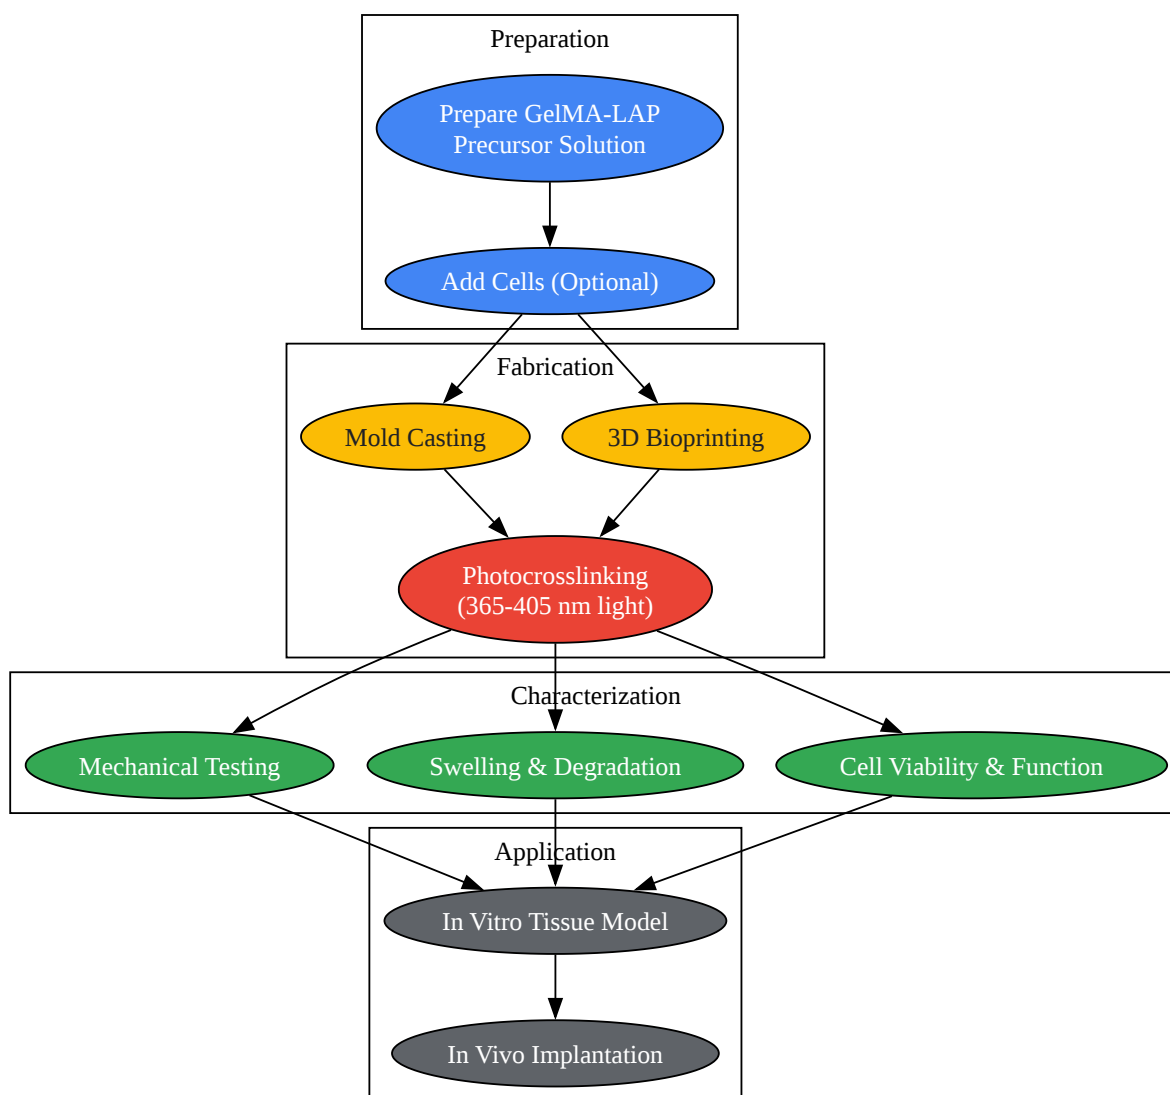 Preparation
Prepare GelMA-LAP
Precursor Solution
Add Cells (Optional)
Fabrication
Mold Casting
3D Bioprinting
Photocrosslinking
(365-405 nm light)
Characterization
Mechanical Testing
Swelling & Degradation
Cell Viability & Function
Application
In Vitro Tissue Model
In Vivo Implantation